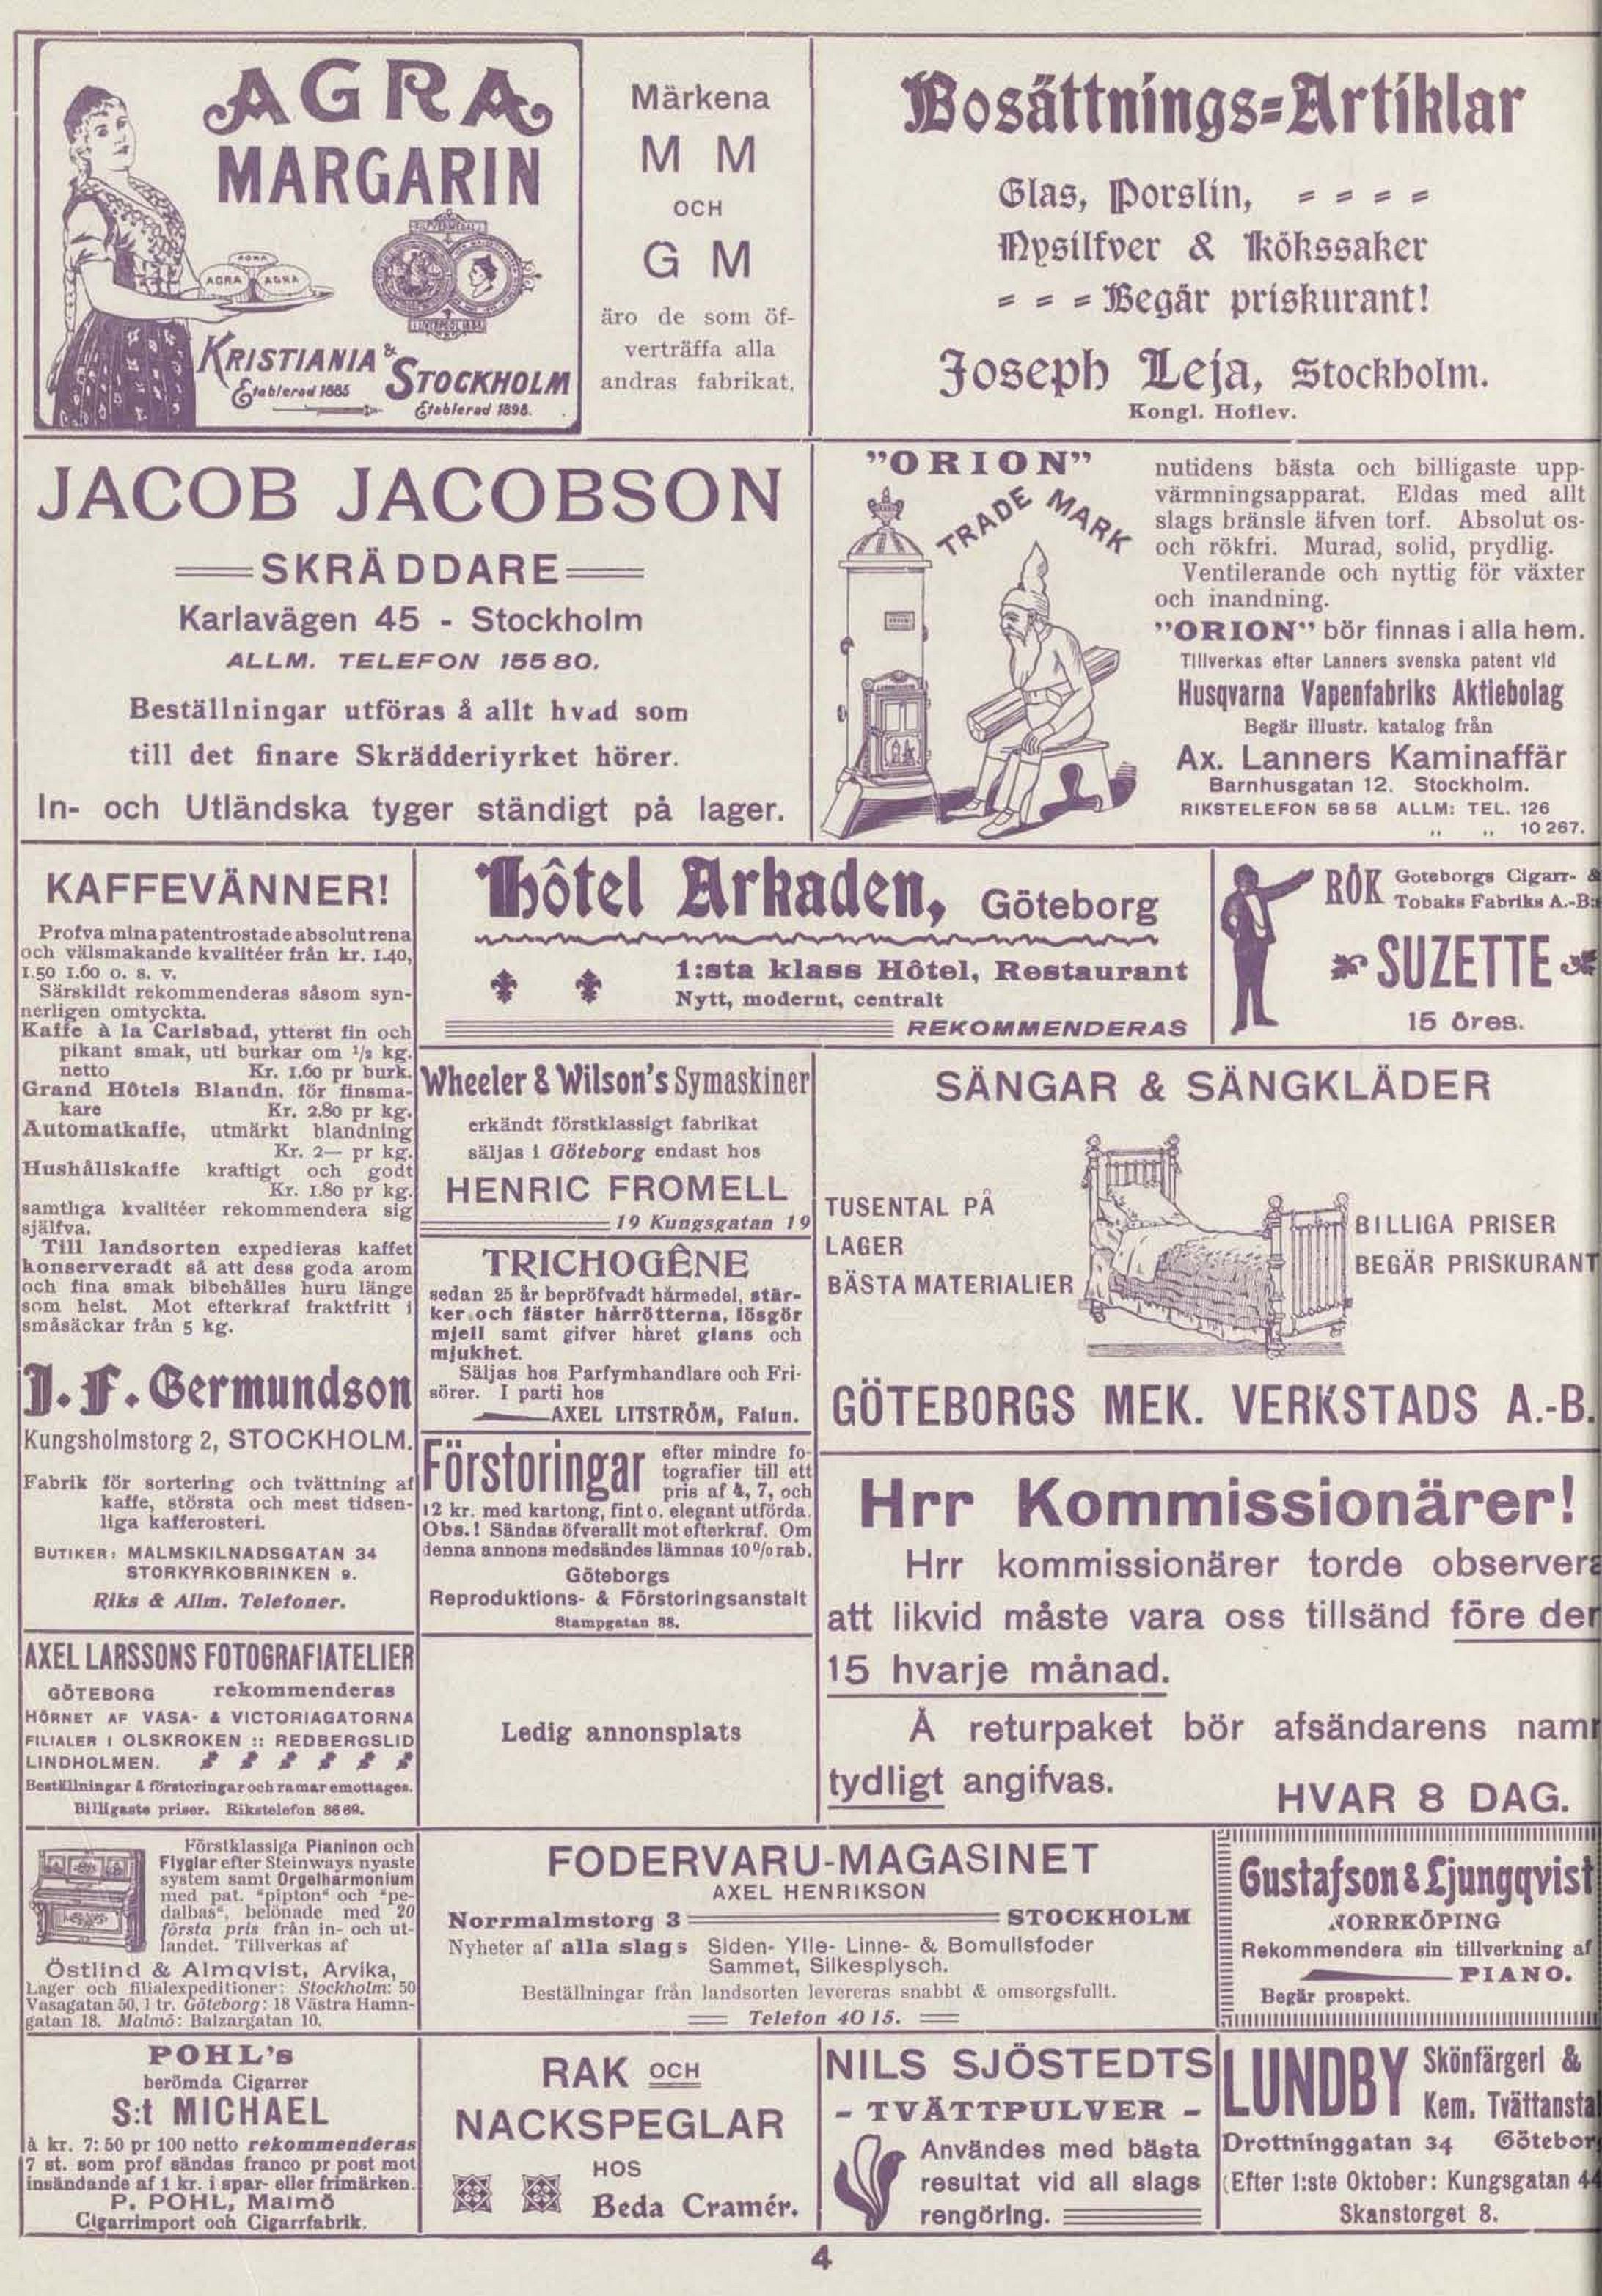 AGRA
MARGARIN
SILFVERMEDALJ
AGRA
AGRA AGRA
LIVERPOOL
KRISTIANIA & STOCKHOLM
Etablerad 1885
Etablerad 1898.
Märkena
M M
OCH
G M
äro de som öf-
verträffa alla
andras fabrikat.
Bosättnings=Artiklar
Glas, Porslin, = = = =
Nysilfver & Kökssaker
= = = Begär priskurant!
Joseph Leja, Stockholm.
Kongl. Hoflev.
JACOB JACOBSON
SKRÄDDARE
Karlavägen 45 - Stockholm
ALLM. TELEFON 155 80.
Beställningar utföras å allt hvad som
till det finare Skrädderiyrket hörer.
In- och Utländska tyger ständigt på lager.
”ORION”
TRADE MARK
nutidens bästa och billigaste upp-
värmningsapparat. Eldas med allt
slags bränsle äfven torf. Absolut os-
och rökfri. Murad, solid, prydlig.
Ventilerande och nyttig för växter
och inandning.
”ORION” bör finnas i alla hem.
Tillverkas efter Lanners svenska patent vid
Husqvarna Vapenfabriks Aktiebolag
Begär illustr. katalog från
Ax. Lanners Kaminaffär
Barnhusgatan 12. Stockholm.
RIKSTELEFON 58 58 ALLM: TEL. 126
„ „ 10 267.
KAFFEVÄNNER!
Profva mina patentrostade absolut rena
och välsmakande kvalitéer från kr. 1.40,
1.50 1.60 o. s. v.
Särskildt rekommenderas såsom syn-
nerligen omtyckta.
Kaffe à la Carlsbad, ytterst fin och
pikant smak, uti burkar om 1/2 kg.
netto Kr. 1.60 pr burk.
Grand Hôtels Blandn. för finsma-
kare Kr. 2.80 pr kg.
Automatkaffe, utmärkt blandning
Kr. 2— pr kg.
Hushållskaffe kraftigt och godt
Kr. 1.80 pr kg.
samtliga kvalitéer rekommendera sig
själfva.
Till landsorten expedieras kaffet
konserveradt så att dess goda arom
och fina smak bibehålles huru länge
som helst. Mot efterkraf fraktfritt i
småsäckar från 5 kg.
J. F. Germundson
Kungsholmstorg 2, STOCKHOLM.
Fabrik för sortering och tvättning af
kaffe, största och mest tidsen-
liga kafferosteri.
BUTIKER: MALMSKILNADSGATAN 34
STORKYRKOBRINKEN 9.
Riks & Allm. Telefoner.
Hôtel Arkaden, Göteborg
1:sta klass Hôtel, Restaurant
Nytt, modernt, centralt
REKOMMENDERAS
RÖK Göteborgs Cigarr- &
Tobaks Fabriks A.-B:
SUZETTE
15 öres.
Wheeler & Wilson's Symaskiner
erkändt förstklassigt fabrikat
säljas i Göteborg endast hos
HENRIC FROMELL
19 Kungsgatan 19
TRICHOGÊNE
sedan 25 år bepröfvadt hårmedel, stär-
ker och fäster hårrötterna, lösgör
mjell samt gifver håret glans och
mjukhet.
Säljas hos Parfymhandlare och Fri-
sörer. I parti hos
AXEL LITSTRÖM, Falun.
Förstoringar efter mindre fo-
tografier till ett
pris af 4, 7, och
12 kr. med kartong, fint o. elegant utförda.
Obs.! Sändas öfverallt mot efterkraf. Om
denna annons medsändes lämnas 10% rab.
Göteborgs
Reproduktions- & Förstoringsanstalt
Stampgatan 88.
SÄNGAR & SÄNGKLÄDER
TUSENTAL PÅ
LAGER
BÄSTA MATERIALIER
BILLIGA PRISER
BEGÄR PRISKURANT
GÖTEBORGS MEK. VERKSTADS A.-B.
Hrr Kommissionärer!
Hrr kommissionärer torde observera
att likvid måste vara oss tillsänd före den
15 hvarje månad.
Å returpaket bör afsändarens namn
tydligt angifvas.
HVAR 8 DAG.
AXEL LARSSONS FOTOGRAFIATELIER
GÖTEBORG rekommenderas
HÖRNET AF VASA- & VICTORIAGATORNA
FILIALER I OLSKROKEN :: REDBERGSLID
LINDHOLMEN.
Beställningar å förstoringar och ramar emottages.
Billigaste priser. Rikstelefon 86 69.
Ledig annonsplats
Förstklassiga Pianinon och
Flyglar efter Steinways nyaste
system samt Orgelharmonium
med pat. "pipton" och "pe-
dalbas", belönade med 20
första pris från in- och ut-
landet. Tillverkas af
Östlind & Almqvist, Arvika,
Lager och filialexpeditioner: Stockholm: 50
Vasagatan 50, 1 tr. Göteborg: 18 Västra Hamn-
gatan 18. Malmö: Balzargatan 10.
FODERVARU-MAGASINET
AXEL HENRIKSON
Norrmalmstorg 3 STOCKHOLM
Nyheter af alla slags Siden- Ylle- Linne- & Bomullsfoder
Sammet, Silkesplysch.
Beställningar från landsorten levereras snabbt & omsorgsfullt.
Telefon 40 15.
Gustafson & Ljungqvist
NORRKÖPING
Rekommendera sin tillverkning af
PIANO.
Begär prospekt.
POHL's
berömda Cigarrer
S:t MICHAEL
à kr. 7: 50 pr 100 netto rekommenderas
7 st. som prof sändas franco pr post mot
insändande af 1 kr. i spar- eller frimärken.
P. POHL, Malmö
Cigarrimport och Cigarrfabrik.
RAK OCH
NACKSPEGLAR
HOS
Beda Cramér.
NILS SJÖSTEDTS
- TVÄTTPULVER -
Användes med bästa
resultat vid all slags
rengöring.
LUNDBY Skönfärgeri &
Kem. Tvättansta
Drottninggatan 34 Götebor
(Efter 1:ste Oktober: Kungsgatan 44
Skanstorget 8.
4